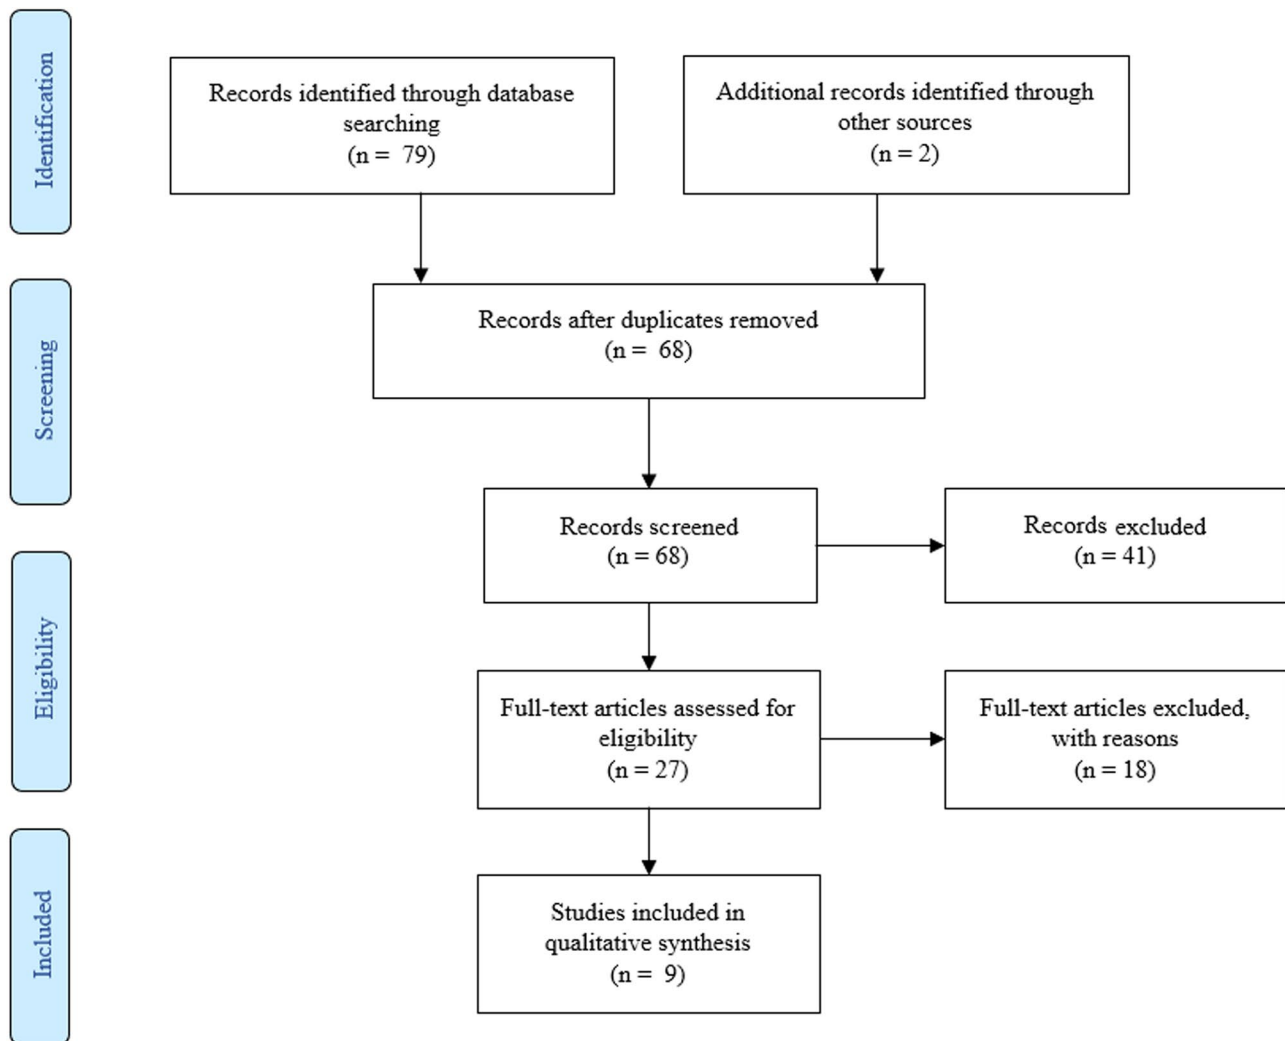 Identification
Records identified through database
searching
(n = 79)
Additional records identified through
other sources
(n = 2)
Screening
Records after duplicates removed
(n = 68)
Records screened
(n = 68)
Records excluded
(n = 41)
Eligibility
Full-text articles assessed for
eligibility
(n = 27)
Full-text articles excluded,
with reasons
(n = 18)
Included
Studies included in
qualitative synthesis
(n = 9)